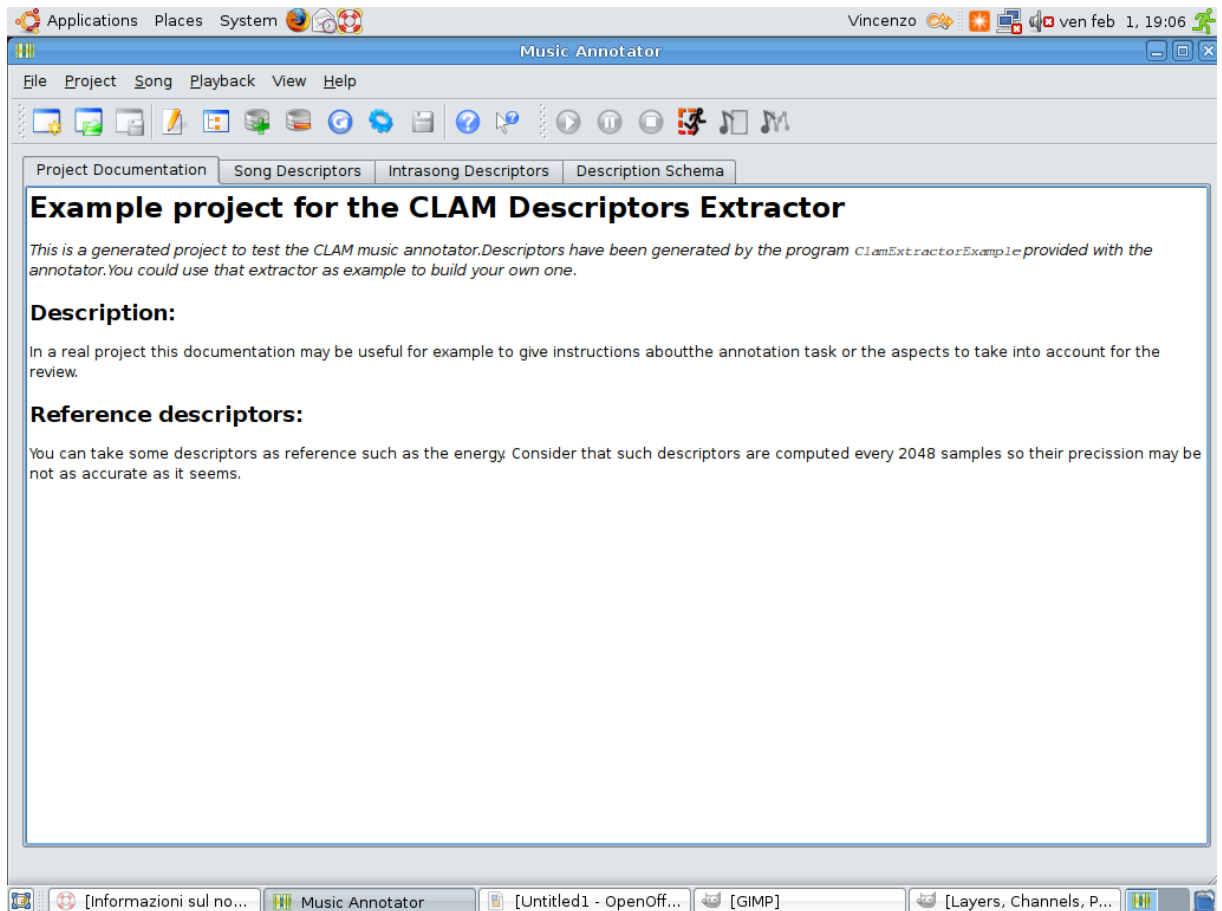 Applications Places System Vincenzo ven feb 1, 19:06
Music Annotator
File Project Song Playback View Help
Project Documentation Song Descriptors Intrasong Descriptors Description Schema
Example project for the CLAM Descriptors Extractor
This is a generated project to test the CLAM music annotator.Descriptors have been generated by the program ClamExtractorExample provided with the
annotator.You could use that extractor as example to build your own one.
Description:
In a real project this documentation may be useful for example to give instructions aboutthe annotation task or the aspects to take into account for the
review.
Reference descriptors:
You can take some descriptors as reference such as the energy. Consider that such descriptors are computed every 2048 samples so their precission may be
not as accurate as it seems.
[Informazioni sul no... Music Annotator [Untitled1 - OpenOff... [GIMP] [Layers, Channels, P...